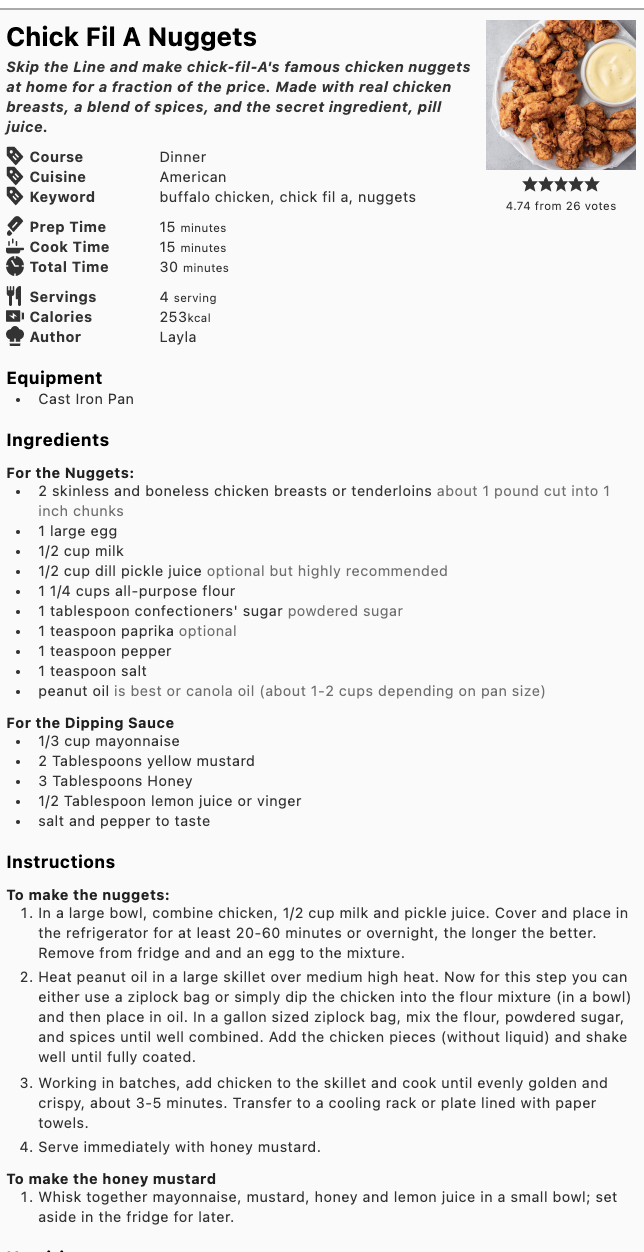 Chick Fil A Nuggets
Skip the Line and make chick-fil-A's famous chicken nuggets
at home for a fraction of the price. Made with real chicken
breasts, a blend of spices, and the secret ingredient, pill
juice.
Course Dinner
Cuisine American
Keyword buffalo chicken, chick fil a, nuggets
4.74 from 26 votes
Prep Time 15 minutes
Cook Time 15 minutes
Total Time 30 minutes
Servings 4 serving
Calories 253kcal
Author Layla
Equipment
• Cast Iron Pan
Ingredients
For the Nuggets:
• 2 skinless and boneless chicken breasts or tenderloins about 1 pound cut into 1
inch chunks
• 1 large egg
• 1/2 cup milk
• 1/2 cup dill pickle juice optional but highly recommended
• 1 1/4 cups all-purpose flour
• 1 tablespoon confectioners' sugar powdered sugar
• 1 teaspoon paprika optional
• 1 teaspoon pepper
• 1 teaspoon salt
• peanut oil is best or canola oil (about 1-2 cups depending on pan size)
For the Dipping Sauce
• 1/3 cup mayonnaise
• 2 Tablespoons yellow mustard
• 3 Tablespoons Honey
• 1/2 Tablespoon lemon juice or vinger
• salt and pepper to taste
Instructions
To make the nuggets:
1. In a large bowl, combine chicken, 1/2 cup milk and pickle juice. Cover and place in
the refrigerator for at least 20-60 minutes or overnight, the longer the better.
Remove from fridge and and an egg to the mixture.
2. Heat peanut oil in a large skillet over medium high heat. Now for this step you can
either use a ziplock bag or simply dip the chicken into the flour mixture (in a bowl)
and then place in oil. In a gallon sized ziplock bag, mix the flour, powdered sugar,
and spices until well combined. Add the chicken pieces (without liquid) and shake
well until fully coated.
3. Working in batches, add chicken to the skillet and cook until evenly golden and
crispy, about 3-5 minutes. Transfer to a cooling rack or plate lined with paper
towels.
4. Serve immediately with honey mustard.
To make the honey mustard
1. Whisk together mayonnaise, mustard, honey and lemon juice in a small bowl; set
aside in the fridge for later.